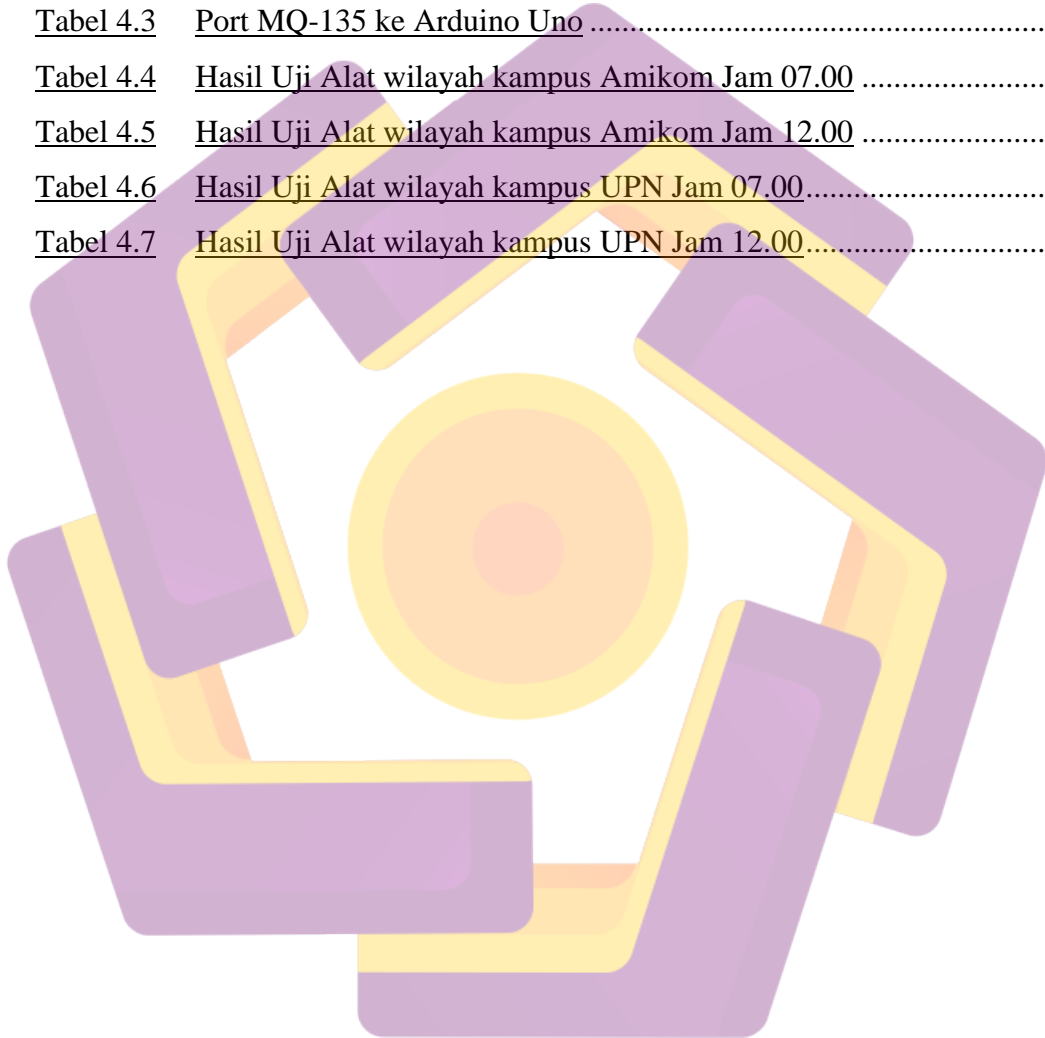 Tabel 4.3 Port MQ-135 ke Arduino Uno ..................................................
Tabel 4.4 Hasil Uji Alat wilayah kampus Amikom Jam 07.00 ....................
Tabel 4.5 Hasil Uji Alat wilayah kampus Amikom Jam 12.00 ....................
Tabel 4.6 Hasil Uji Alat wilayah kampus UPN Jam 07.00..........................
Tabel 4.7 Hasil Uji Alat wilayah kampus UPN Jam 12.00..........................